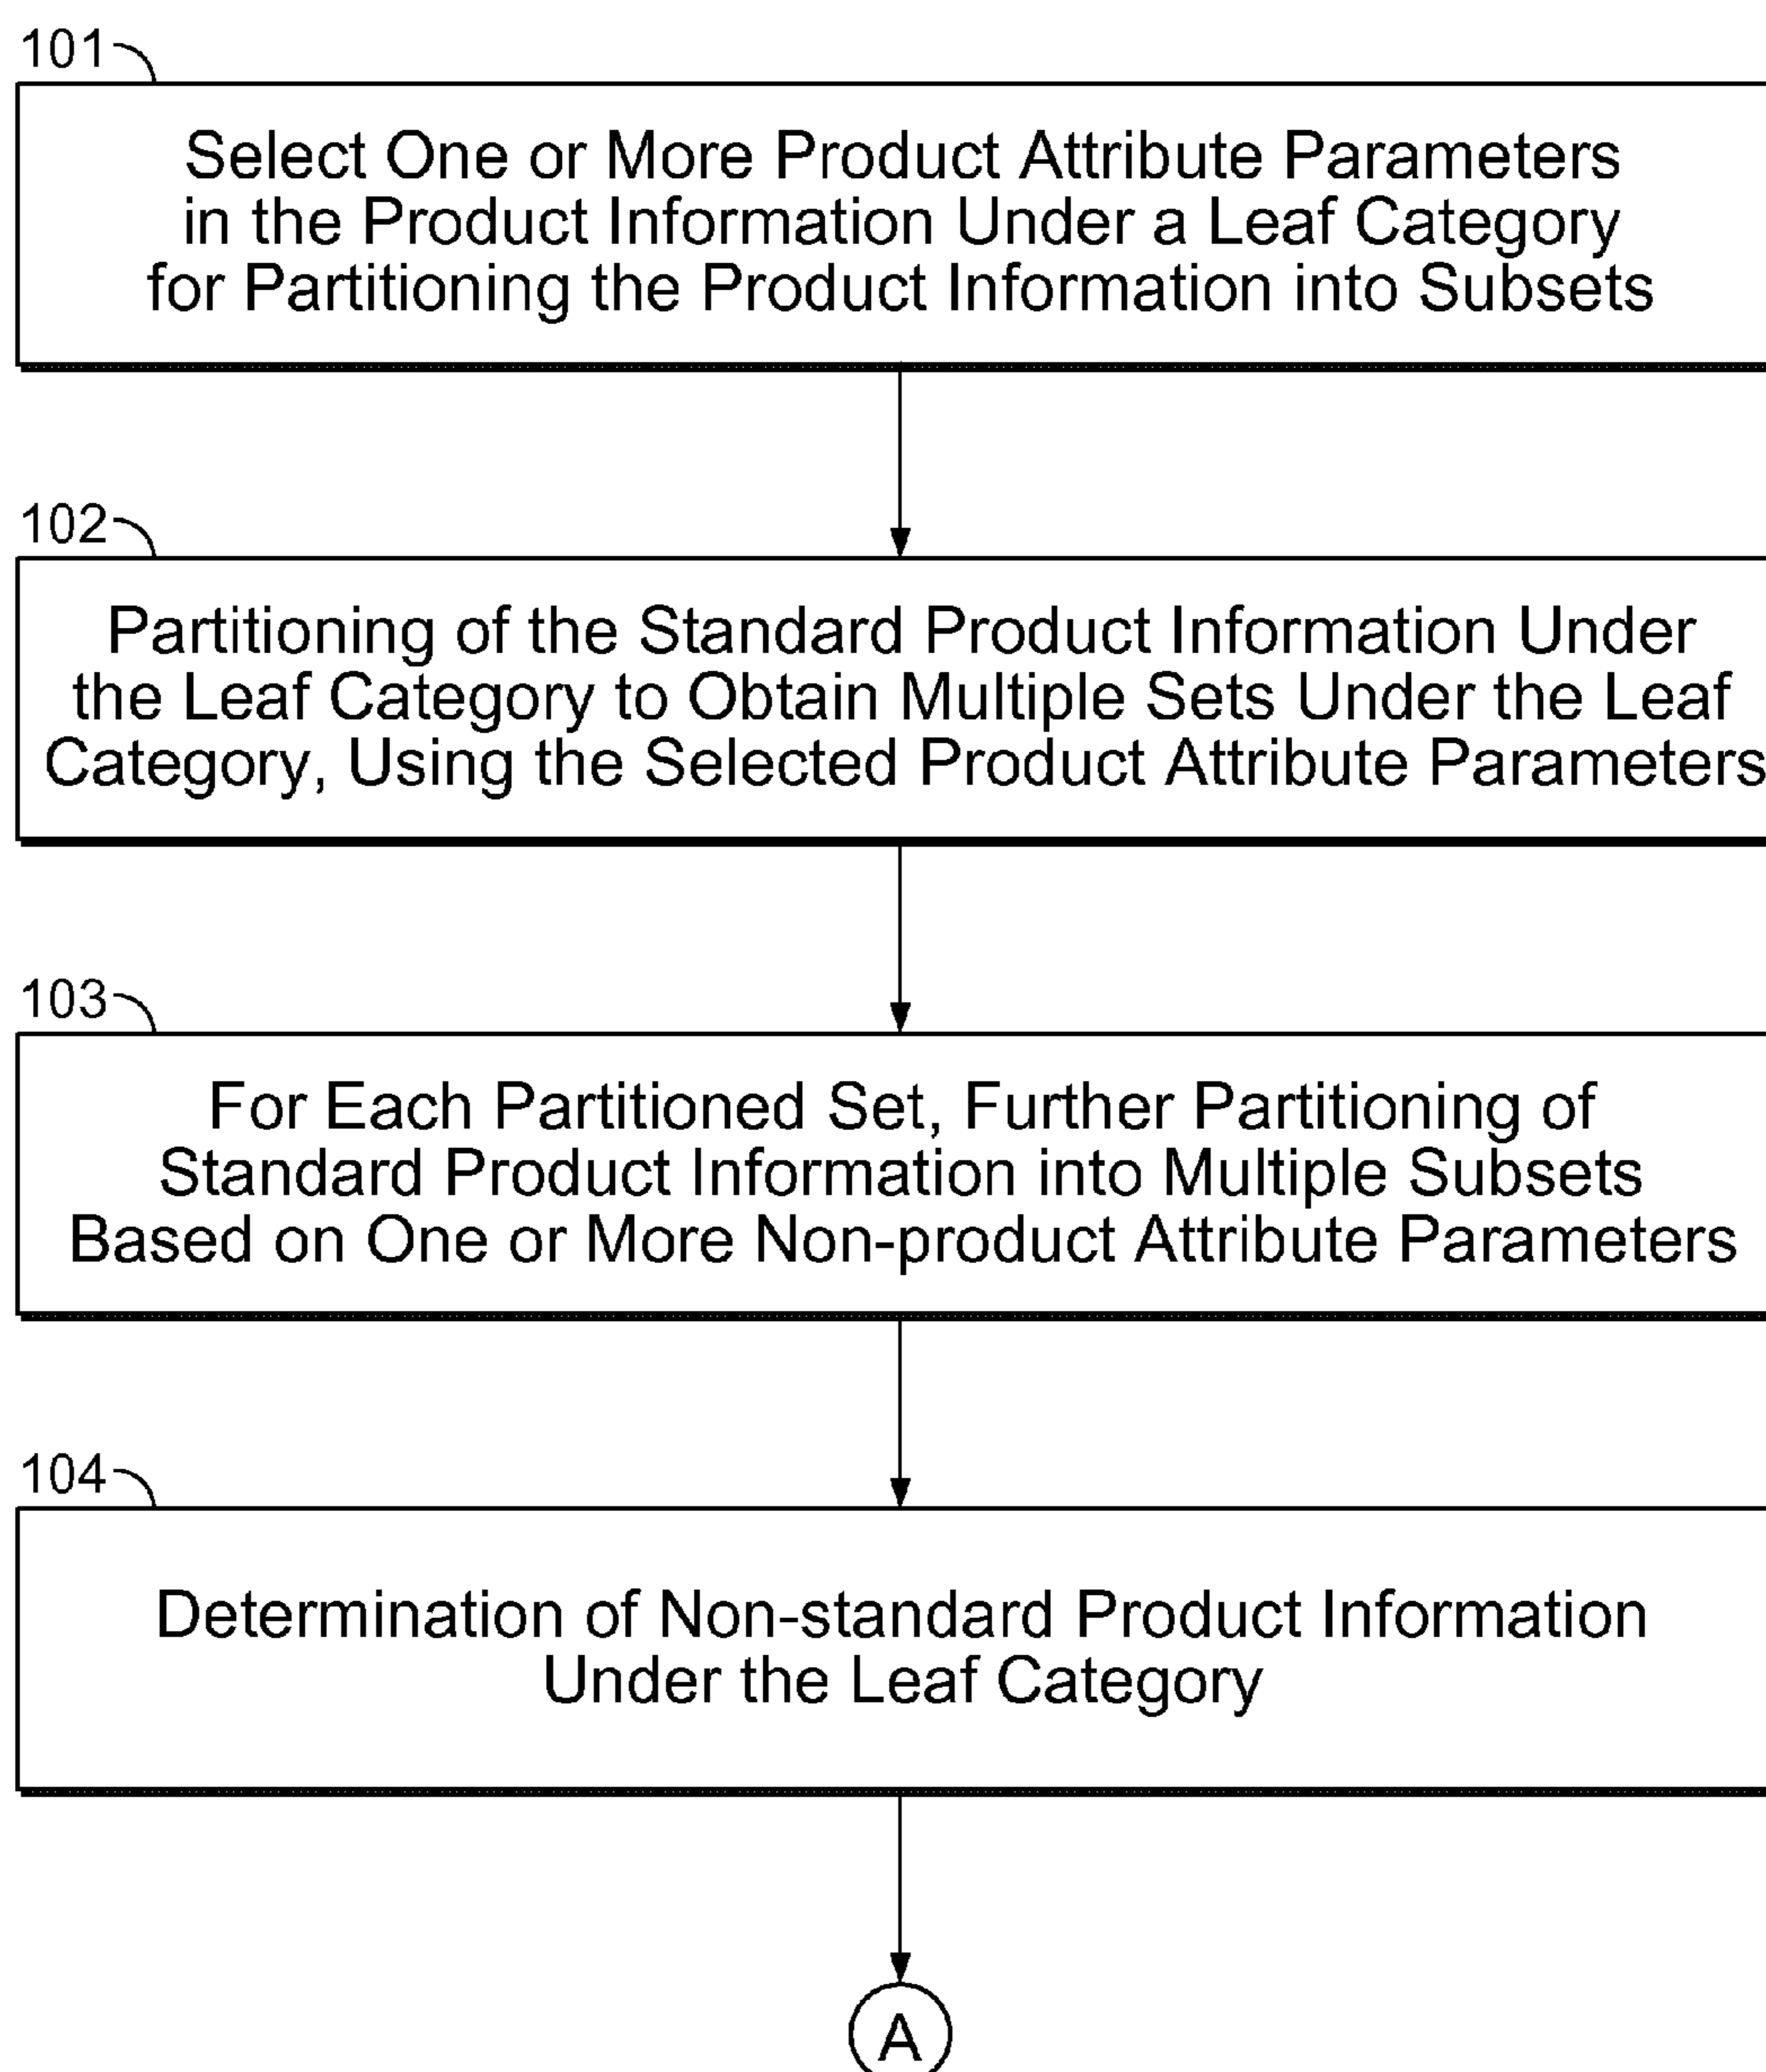 101
Select One or More Product Attribute Parameters
in the Product Information Under a Leaf Category
for Partitioning the Product Information into Subsets
102
Partitioning of the Standard Product Information Under
the Leaf Category to Obtain Multiple Sets Under the Leaf
Category, Using the Selected Product Attribute Parameters
103
For Each Partitioned Set, Further Partitioning of
Standard Product Information into Multiple Subsets
Based on One or More Non-product Attribute Parameters
104
Determination of Non-standard Product Information
Under the Leaf Category
A